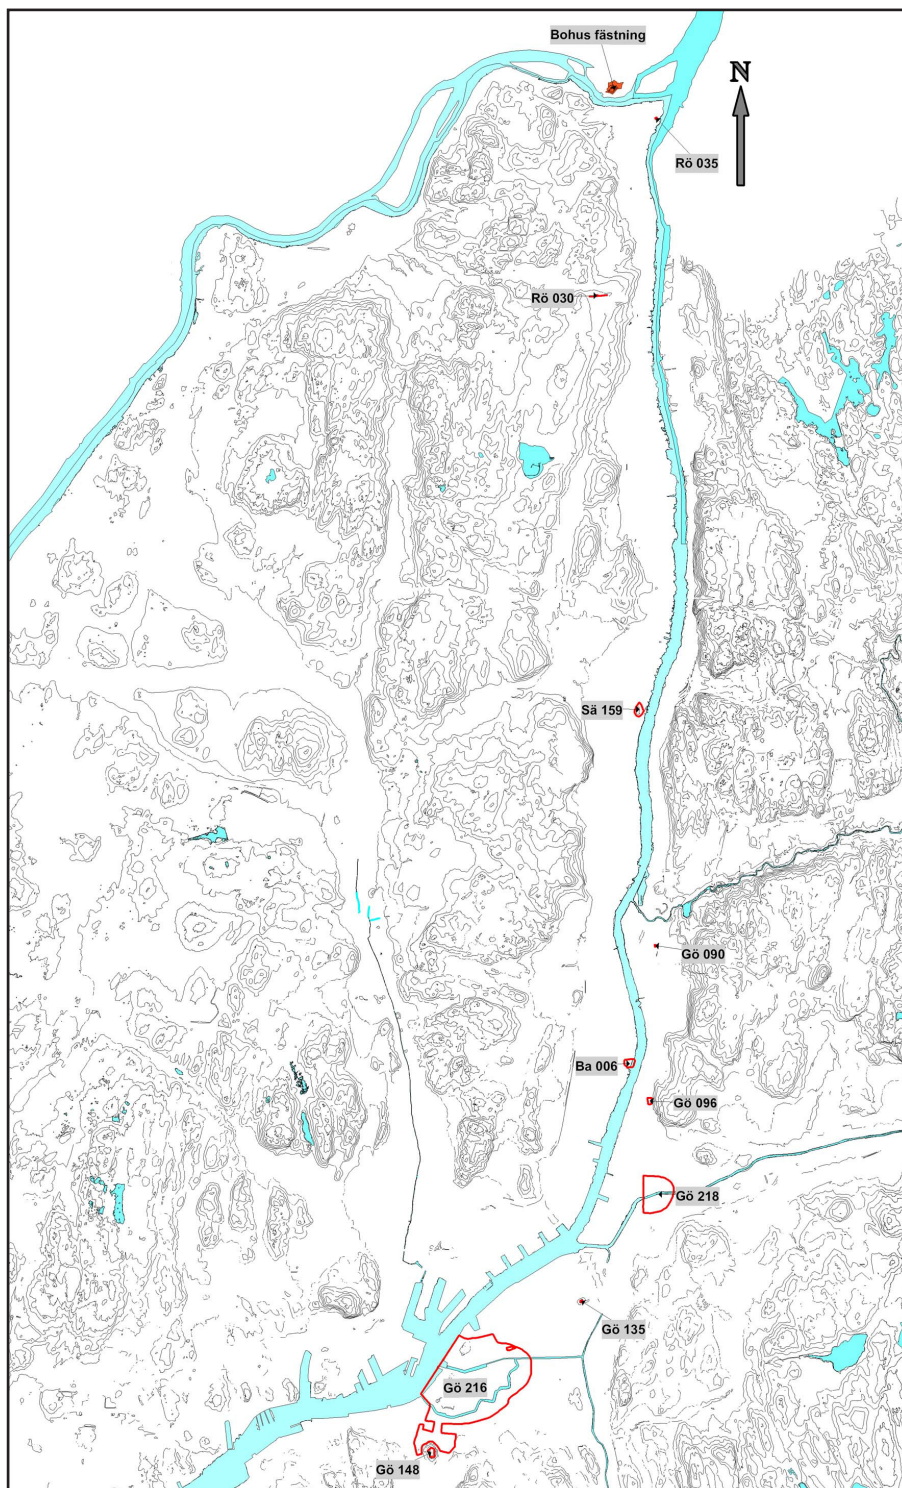 Bohus fästning
N
Rö 035
Rö 030
Sä 159
Gö 090
Ba 006
Gö 096
Gö 218
Gö 135
Gö 216
Gö 148